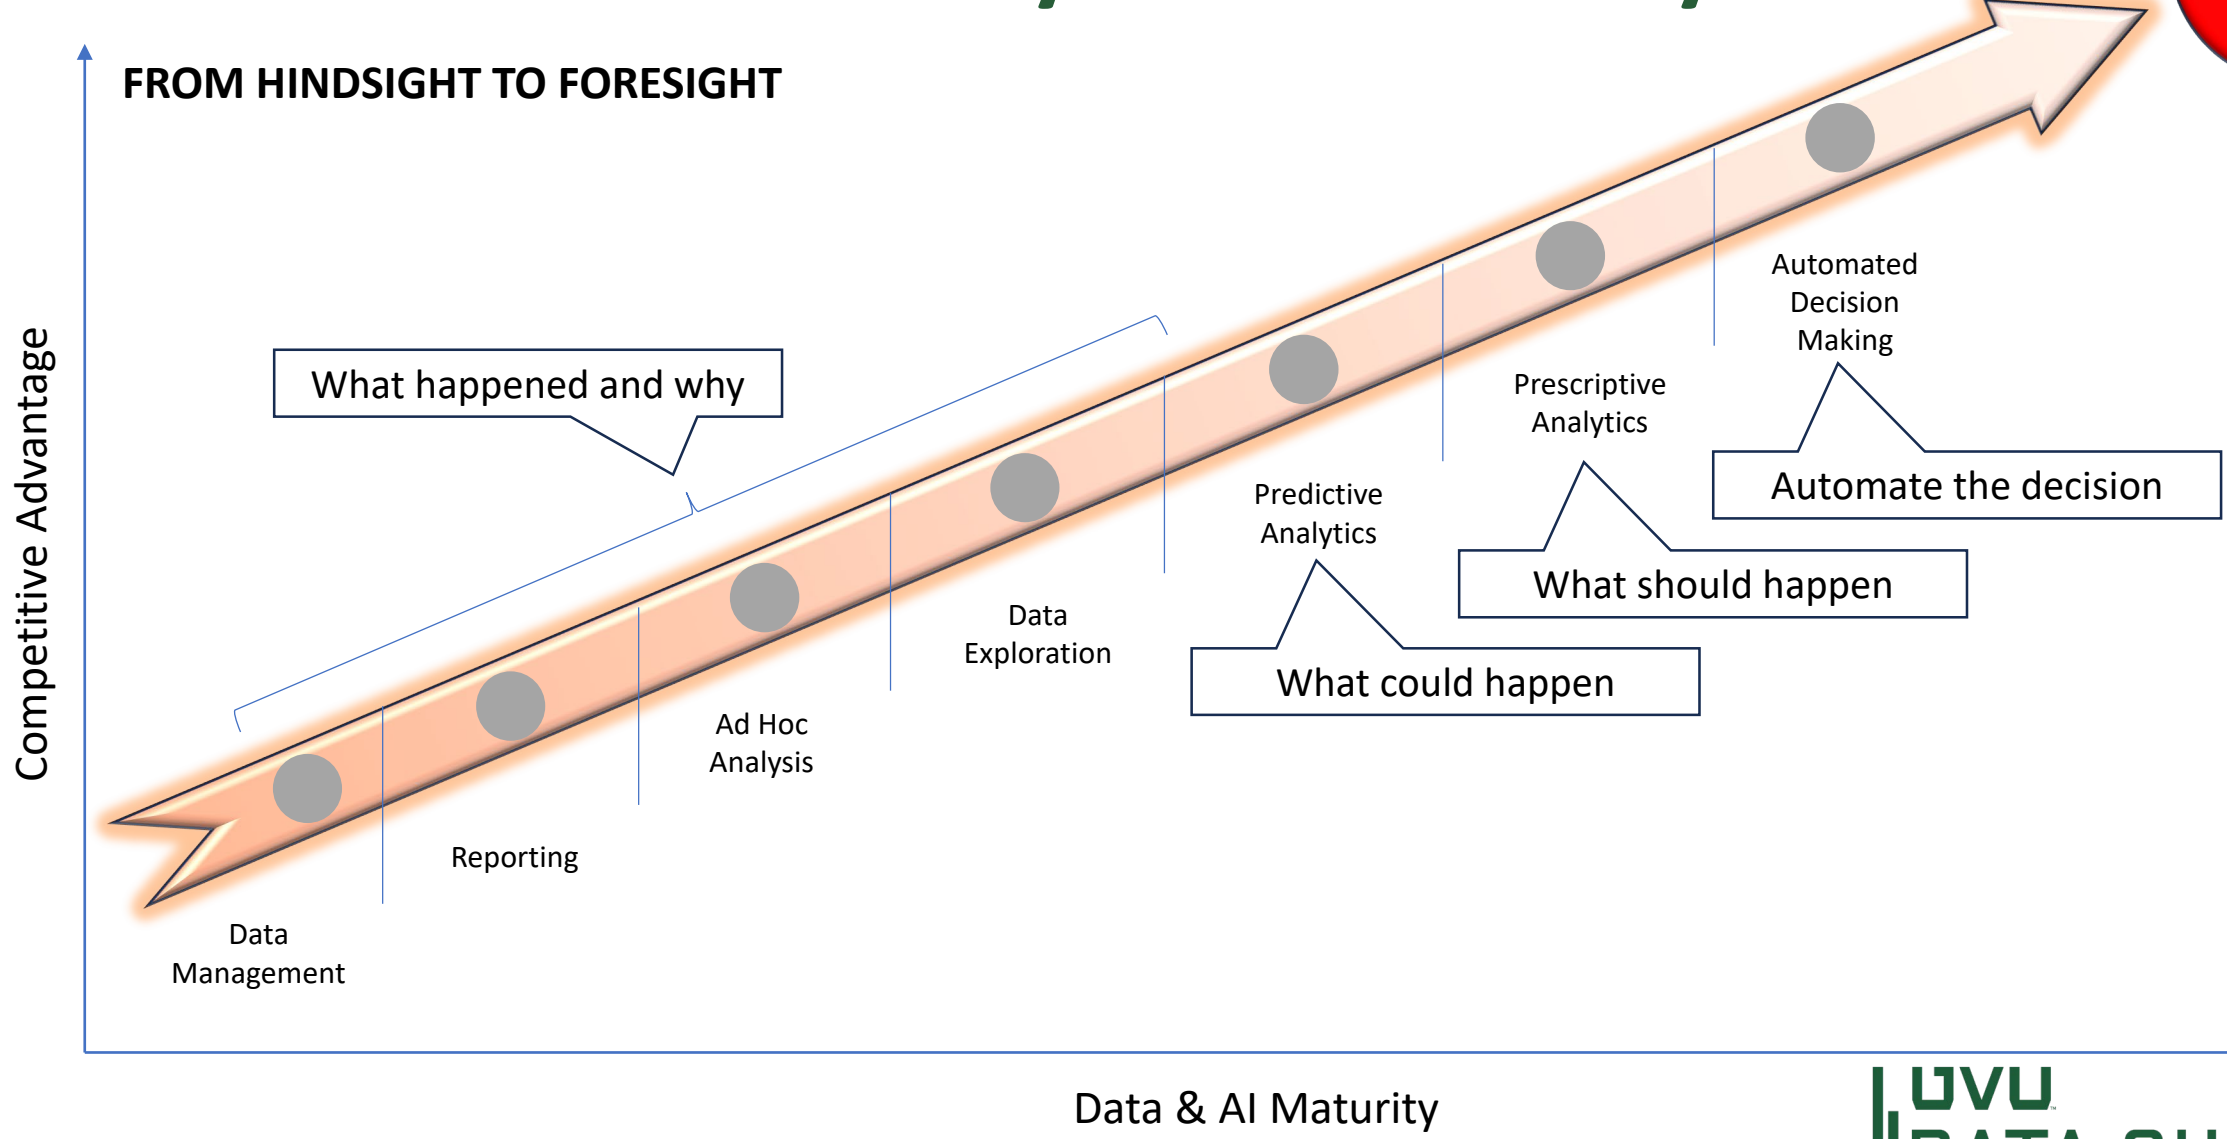 FROM HINDSIGHT TO FORESIGHT
Competitive Advantage
What happened and why
Automated
Decision
Making
Prescriptive
Analytics
Automate the decision
Predictive
Analytics
What should happen
Data
Exploration
What could happen
Ad Hoc
Analysis
Reporting
Data
Management
Data & AI Maturity
UVU